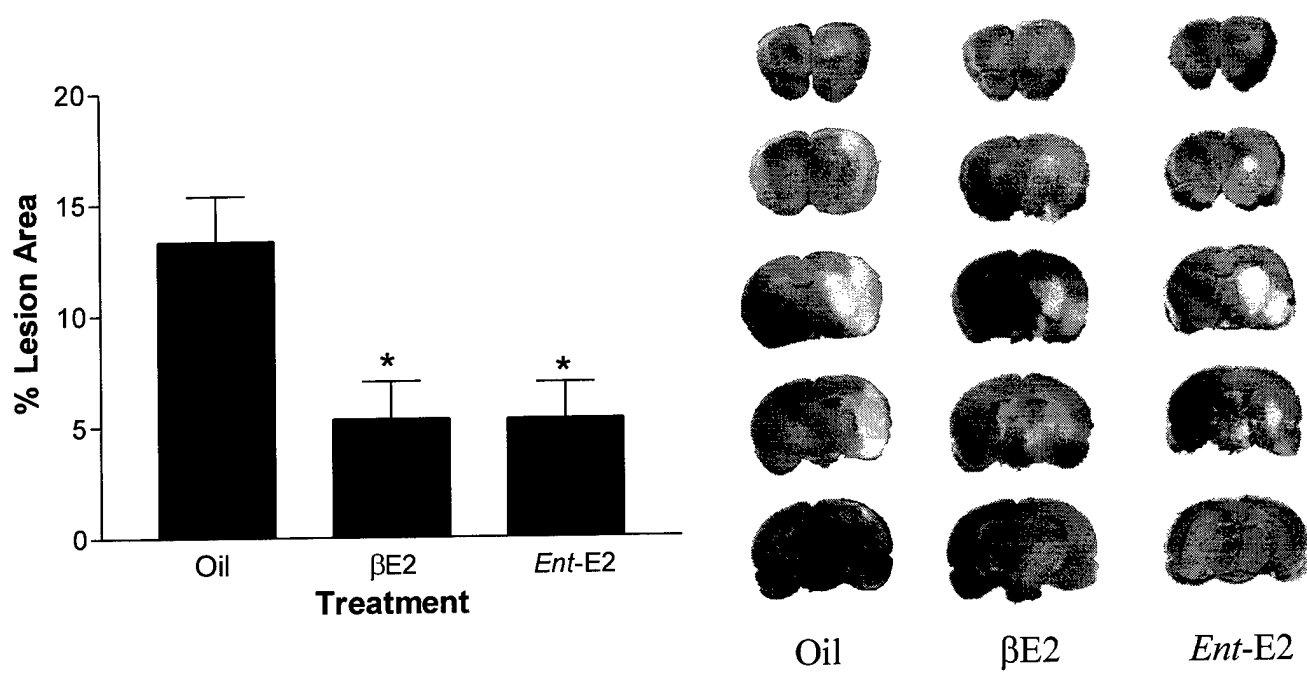 20
15
10
5
0
% Lesion Area
* *
Oil βE2 Ent-E2
Treatment
Oil βE2 Ent-E2